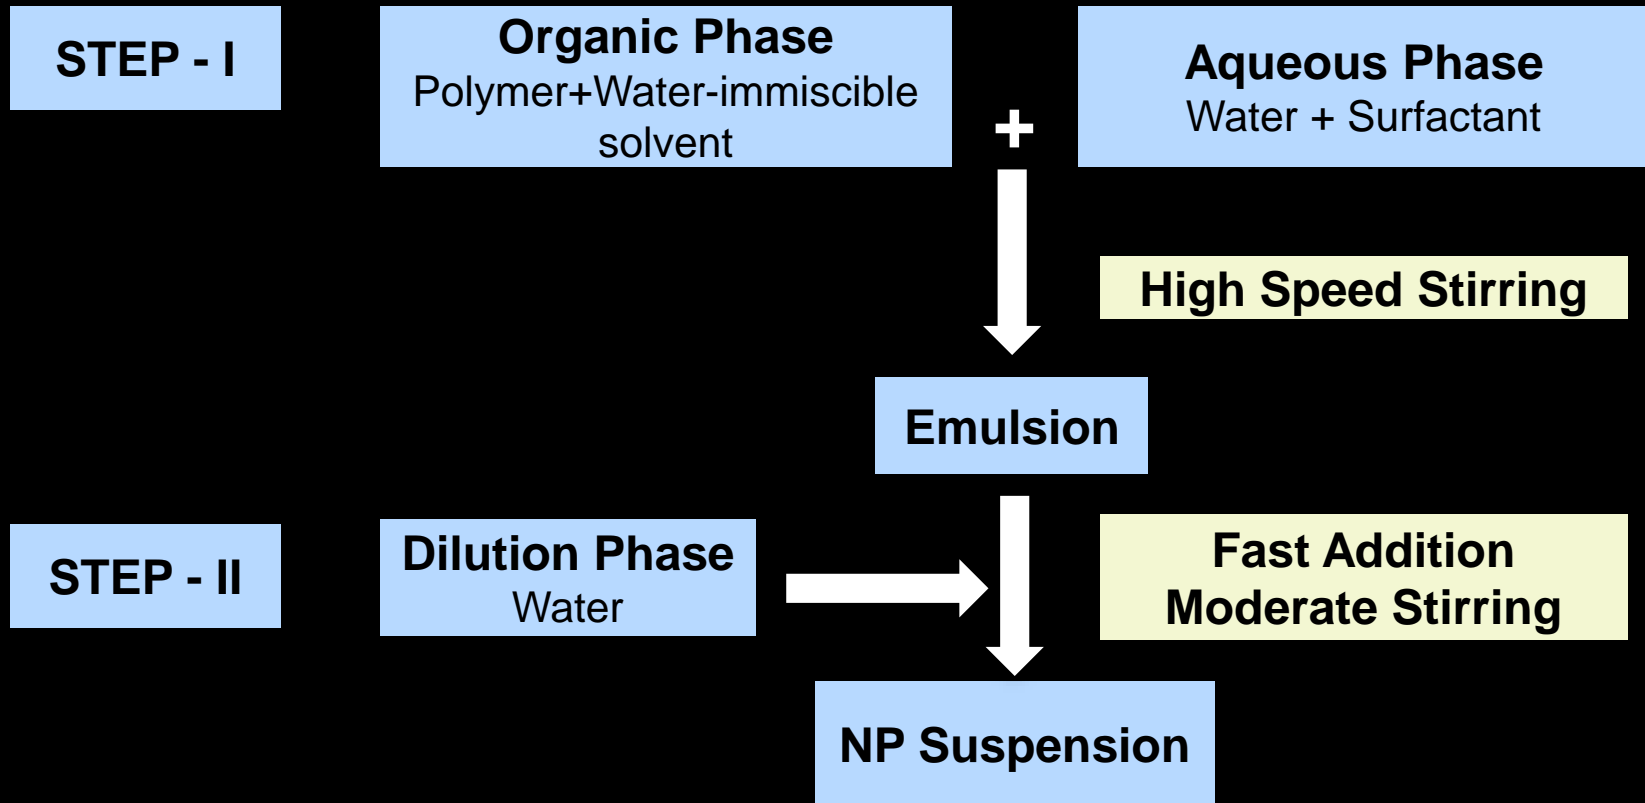 STEP - I
Organic Phase
Polymer+Water-immiscible
solvent
+
Aqueous Phase
Water + Surfactant
High Speed Stirring
Emulsion
STEP - II
Dilution Phase
Water
Fast Addition
Moderate Stirring
NP Suspension